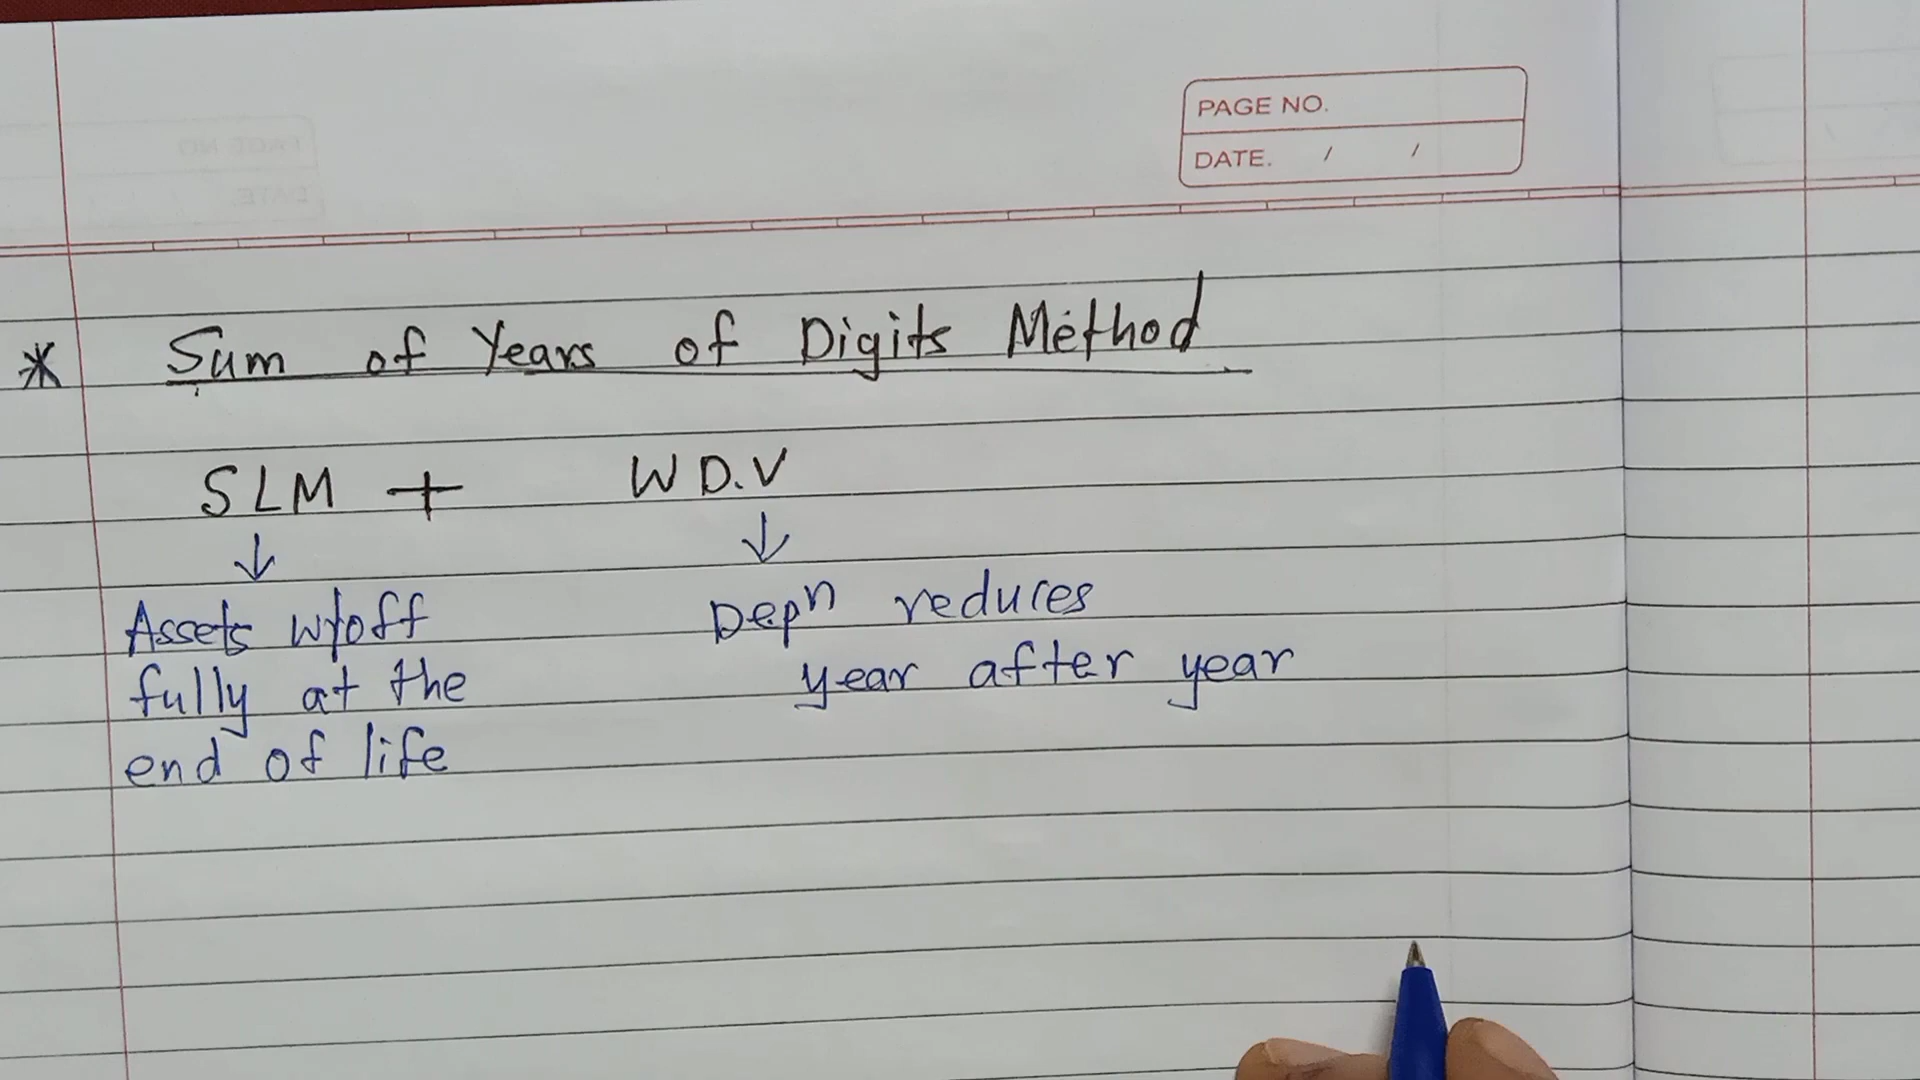 PAGE NO.
DATE. / /
* Sum of Years of Digits Method
SLM + W D.V
↓ ↓
Assets w/off Depⁿ reduces
fully at the year after year
end of life